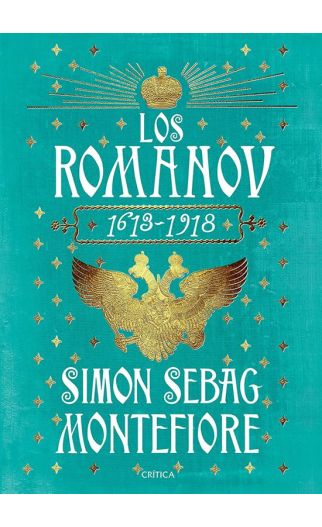 LOS
ROMANOV
1613-1918
SIMON SEBAG
MONTEFIORE
CRÍTICA